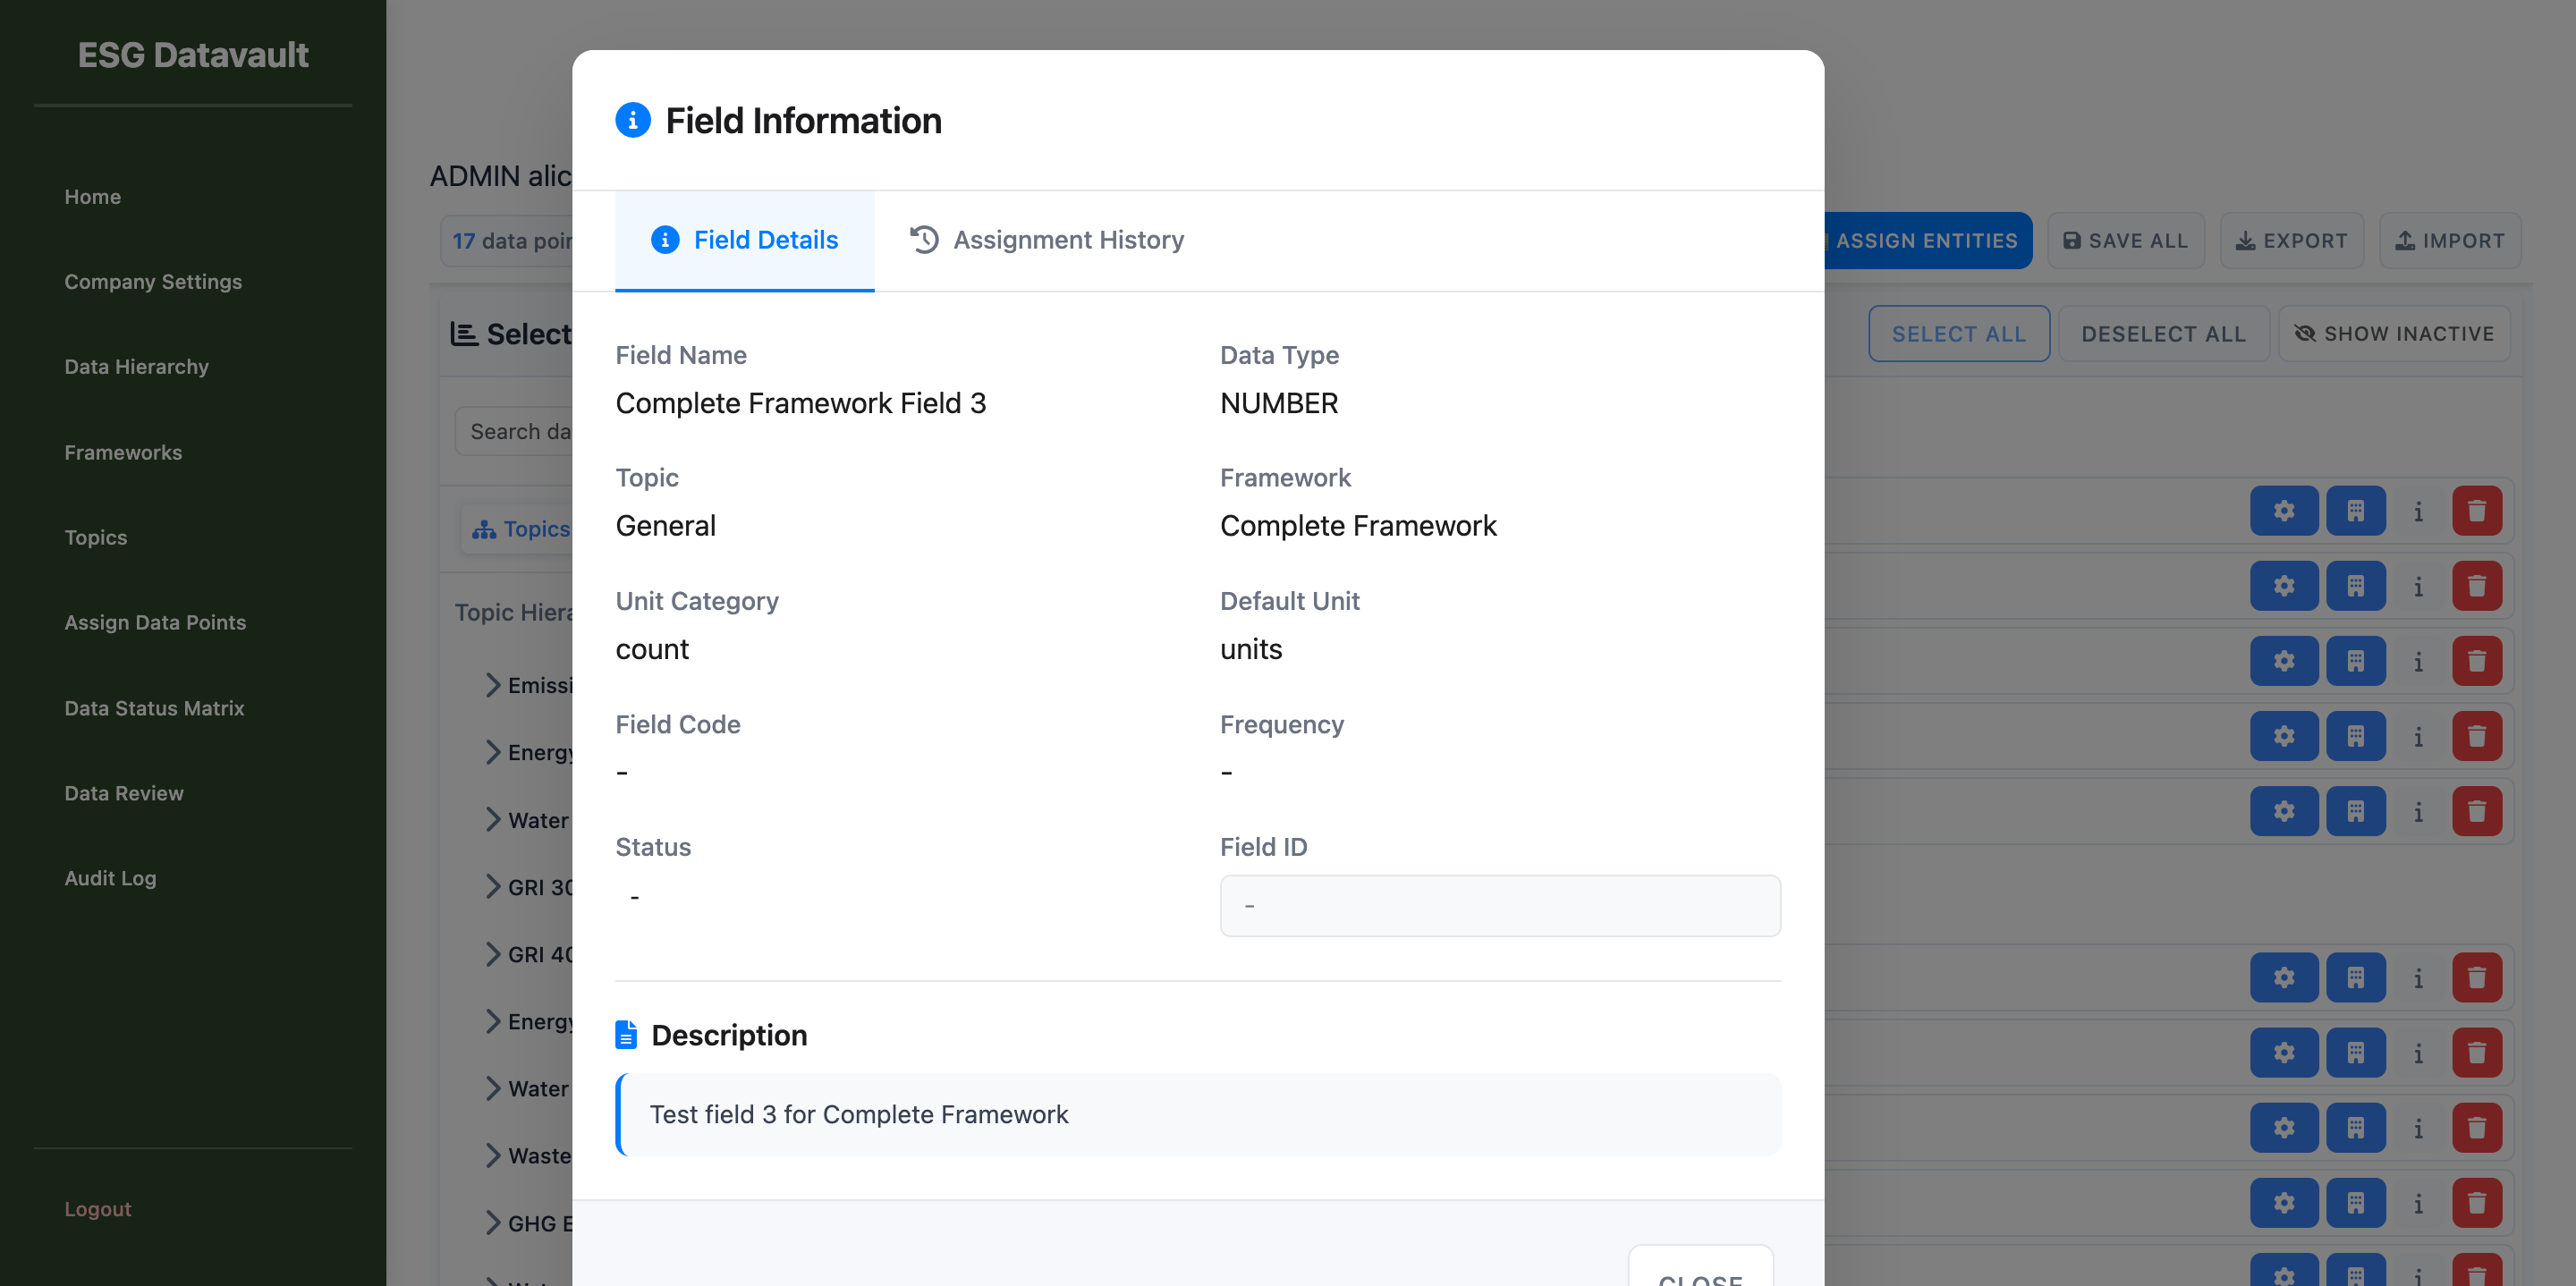 ESG Datavault
Home
Company Settings
Data Hierarchy
Frameworks
Topics
Assign Data Points
Data Status Matrix
Data Review
Audit Log
Logout
ADMIN alic
17 data poin
ASSIGN ENTITIES
SAVE ALL
EXPORT
IMPORT
Select
SELECT ALL
DESELECT ALL
SHOW INACTIVE
Search da
Topics
Topic Hiera
Emissi
Energy
Water
GRI 30
GRI 40
Energy
Water
Waste
GHG E
Field Information
Field Details
Assignment History
Field Name
Complete Framework Field 3
Data Type
NUMBER
Topic
General
Framework
Complete Framework
Unit Category
count
Default Unit
units
Field Code
-
Frequency
-
Status
-
Field ID
-
Description
Test field 3 for Complete Framework
CLOSE